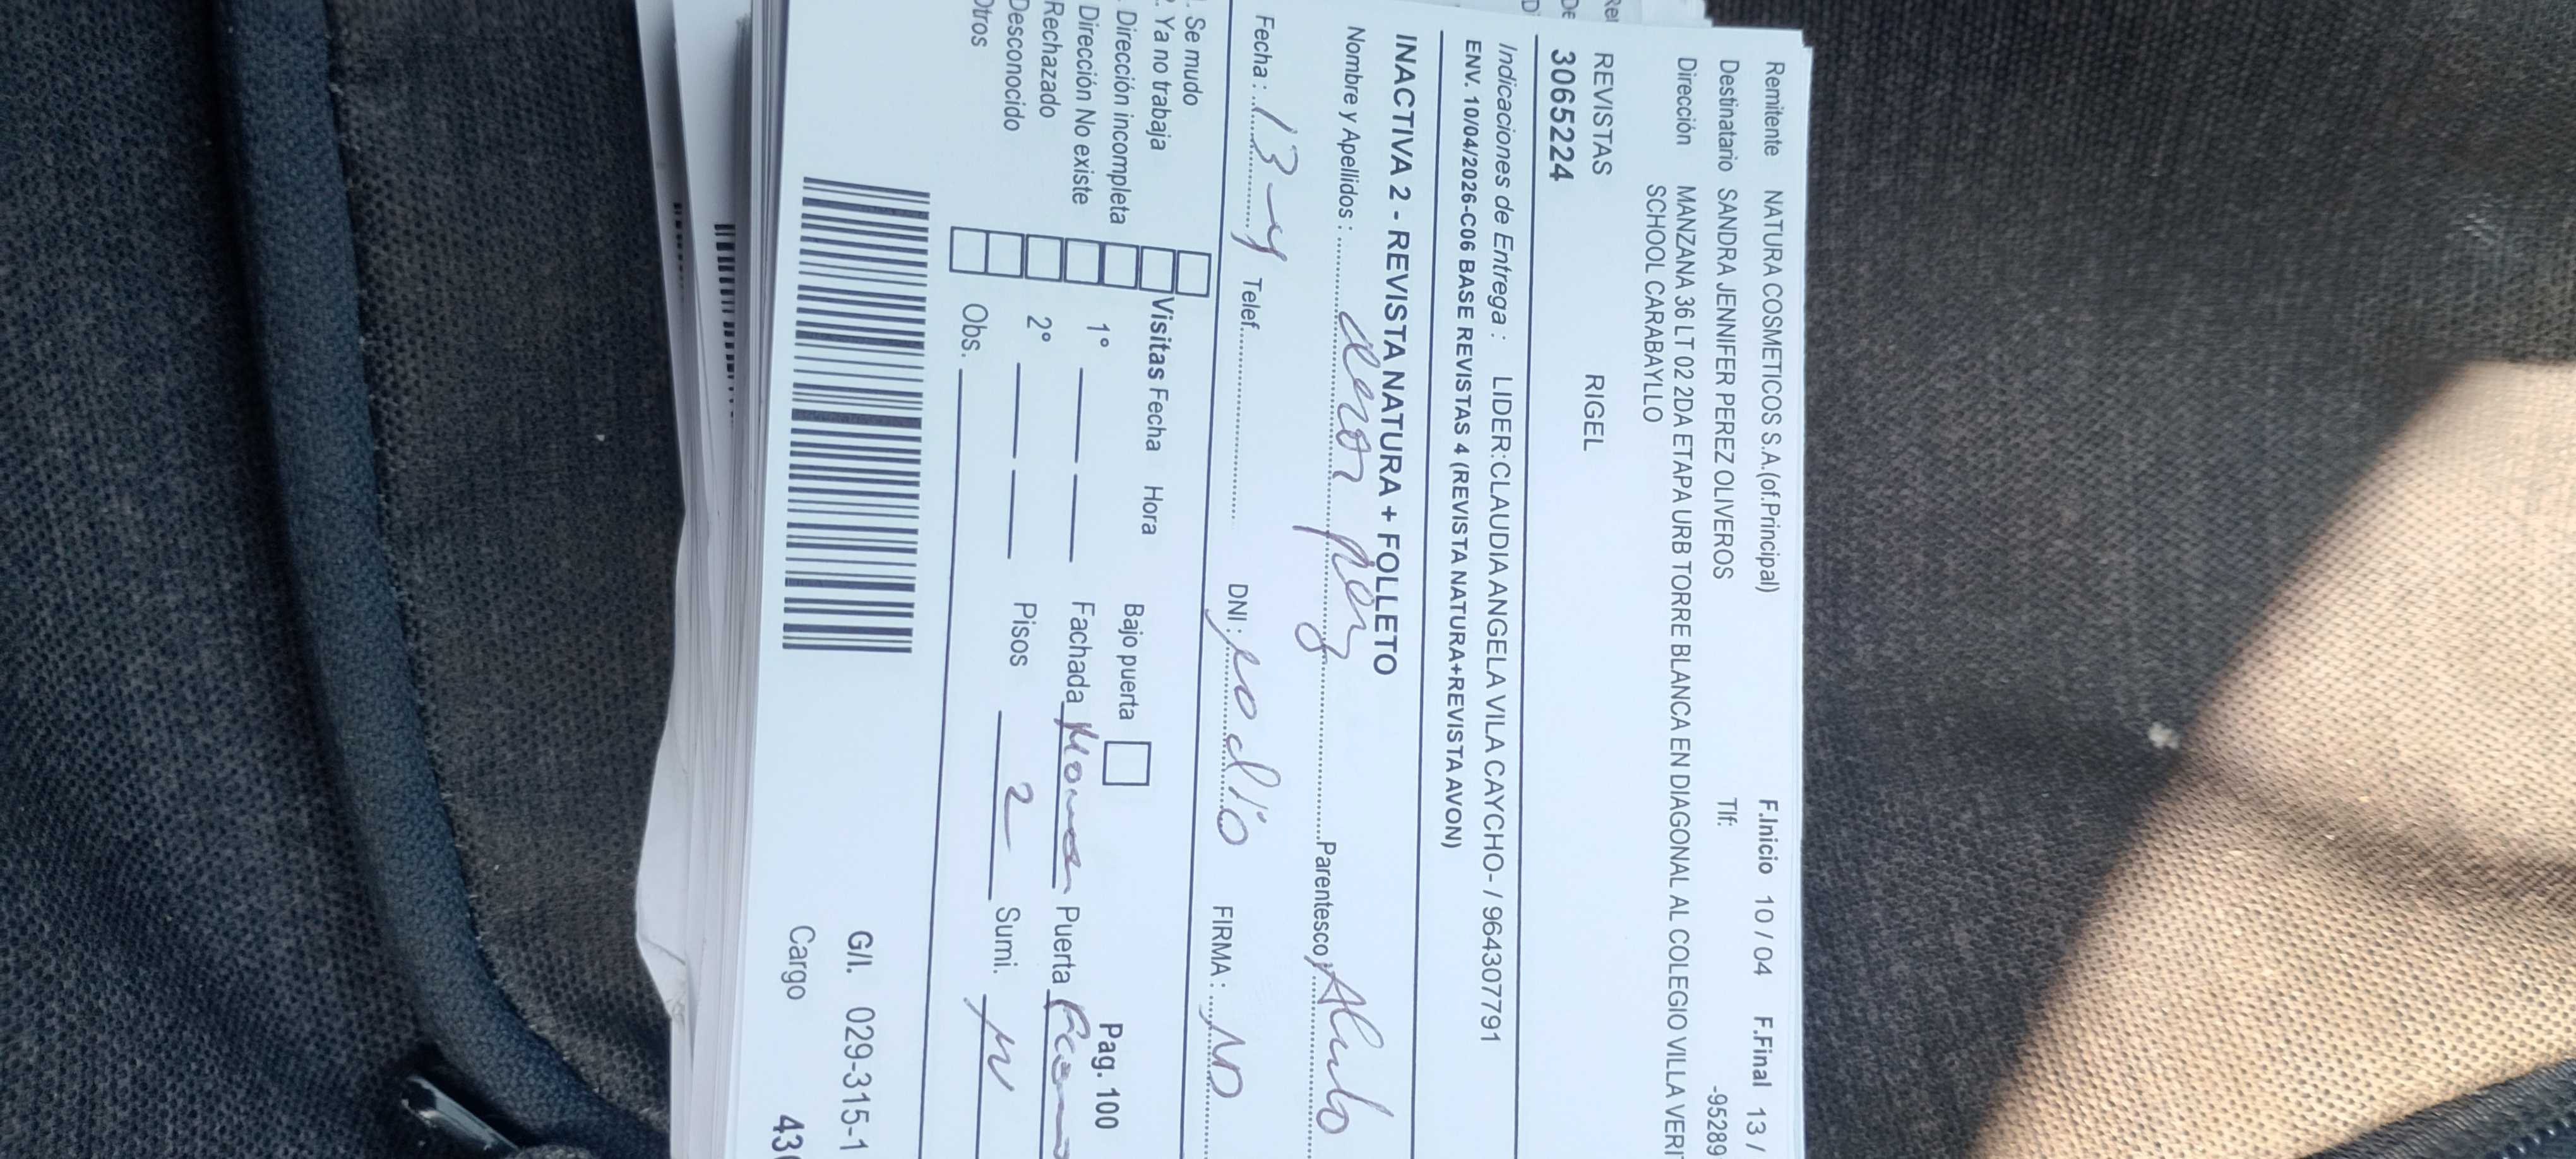 Remitente NATURA COSMETICOS S.A.(of.Principal) F.Inicio 10 / 04 F.Final 13 /
Destinatario SANDRA JENNIFER PEREZ OLIVEROS Tlf: -95289
Dirección MANZANA 36 LT 02 2DA ETAPA URB TORRE BLANCA EN DIAGONAL AL COLEGIO VILLA VERIT
SCHOOL CARABAYLLO
REVISTAS RIGEL
3065224
Indicaciones de Entrega : LIDER:CLAUDIA ANGELA VILA CAYCHO- / 964307791
ENV. 10/04/2026-C06 BASE REVISTAS 4 (REVISTA NATURA+REVISTA AVON)
INACTIVA 2 - REVISTA NATURA + FOLLETO
Nombre y Apellidos : Parentesco:
Fecha : 13-4 Telef. DNI: no dio FIRMA : NO
. Se mudo
. Ya no trabaja Visitas Fecha Hora Bajo puerta Pag. 100
. Dirección incompleta
Dirección No existe 1° Fachada Puerta
Rechazado 2° Pisos 2 Sumi. N
Desconocido
Otros Obs.
G/I. 029-315-1
Cargo 430